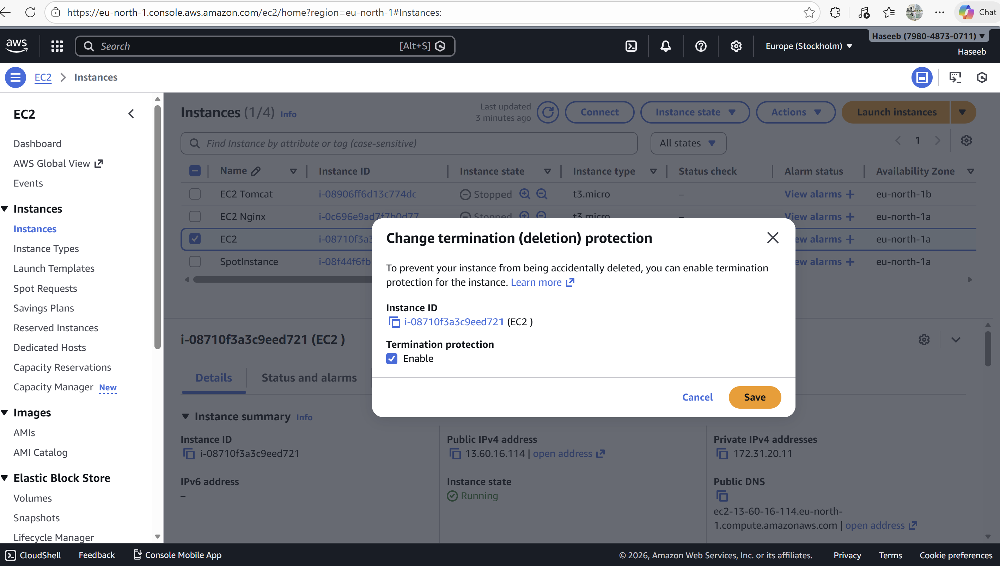 https://eu-north-1.console.aws.amazon.com/ec2/home?region=eu-north-1#Instances:
Chat
aws
Search
[Alt+S]
Europe (Stockholm)
Haseeb (7980-4873-0711)
Haseeb
EC2
Instances
EC2
Dashboard
AWS Global View
Events
Instances
Instances
Instance Types
Launch Templates
Spot Requests
Savings Plans
Reserved Instances
Dedicated Hosts
Capacity Reservations
Capacity Manager New
Images
AMIs
AMI Catalog
Elastic Block Store
Volumes
Snapshots
Lifecycle Manager
Instances (1/4) Info
Last updated
3 minutes ago
Connect
Instance state
Actions
Launch instances
Find Instance by attribute or tag (case-sensitive)
All states
1
Name Instance ID Instance state Instance type Status check Alarm status Availability Zone
EC2 Tomcat i-08906ff6d13c774dc Stopped t3.micro – View alarms + eu-north-1b
EC2 Nginx i-0c696e9ad7f7b0d77 Stopped t3.micro – View alarms + eu-north-1a
EC2 i-08710f3a3 ew alarms + eu-north-1a
SpotInstance i-08f44f6fb ew alarms + eu-north-1a
Change termination (deletion) protection
To prevent your instance from being accidentally deleted, you can enable termination
protection for the instance. Learn more
Instance ID
i-08710f3a3c9eed721 (EC2 )
Termination protection
Enable
Cancel
Save
i-08710f3a3c9eed721 (EC2 )
Details
Status and alarms
Instance summary Info
Instance ID
i-08710f3a3c9eed721
Public IPv4 address
13.60.16.114 | open address
Private IPv4 addresses
172.31.20.11
IPv6 address
–
Instance state
Running
Public DNS
ec2-13-60-16-114.eu-north-
1.compute.amazonaws.com | open address
CloudShell
Feedback
Console Mobile App
© 2026, Amazon Web Services, Inc. or its affiliates.
Privacy
Terms
Cookie preferences